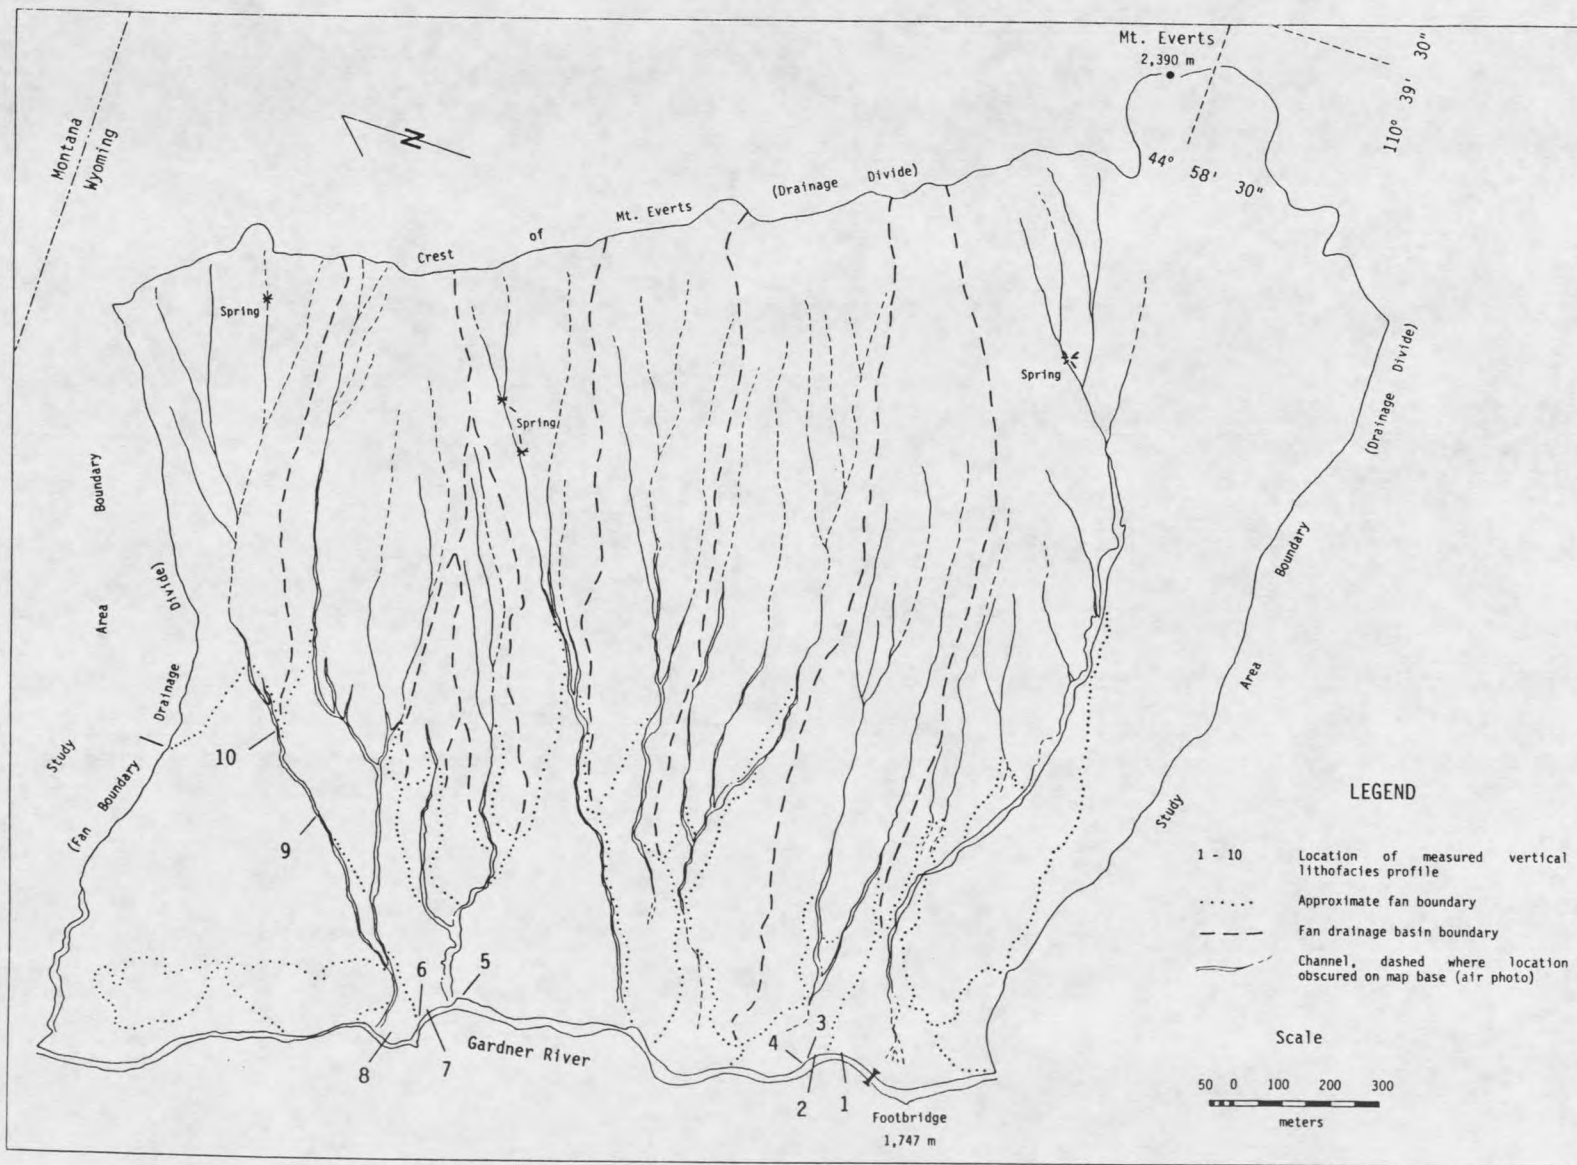 Mt. Everts
2,390 m
30"
39'
110°
44° 58' 30"
Montana
Wyoming
N
Crest of Mt. Everts (Drainage Divide)
Spring
Spring
Spring
(Drainage Divide)
Study Area Boundary
(Fan Boundary Drainage Divide)
Study Area Boundary
10
9
6
5
8
7
Gardner River
4
3
2
1
Footbridge
1,747 m
LEGEND
1 - 10 Location of measured vertical
lithofacies profile
Approximate fan boundary
Fan drainage basin boundary
Channel, dashed where location
obscured on map base (air photo)
Scale
50 0 100 200 300
meters